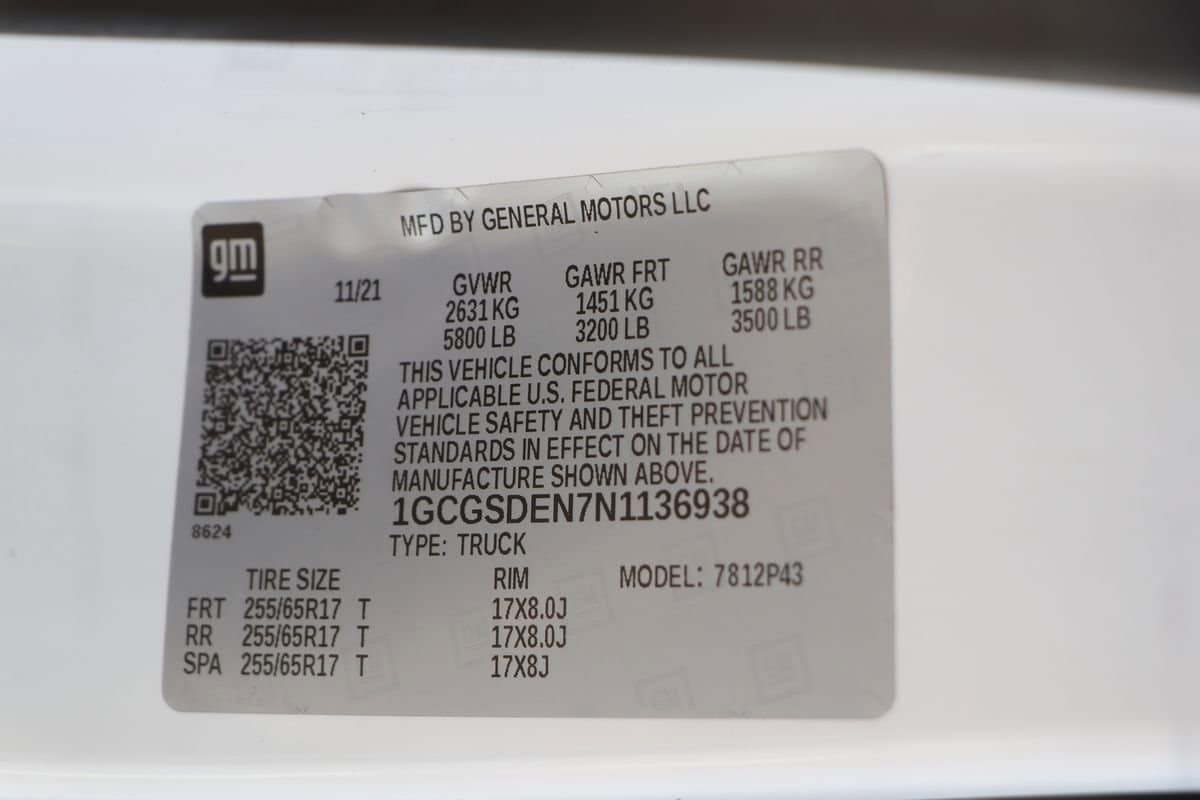 MFD BY GENERAL MOTORS LLC
gm
11/21
GVWR GAWR FRT GAWR RR
2631 KG 1451 KG 1588 KG
5800 LB 3200 LB 3500 LB
THIS VEHICLE CONFORMS TO ALL
APPLICABLE U.S. FEDERAL MOTOR
VEHICLE SAFETY AND THEFT PREVENTION
STANDARDS IN EFFECT ON THE DATE OF
MANUFACTURE SHOWN ABOVE.
1GCGSDEN7N1136938
8624
TYPE: TRUCK
TIRE SIZE RIM MODEL: 7812P43
FRT 255/65R17 T 17X8.0J
RR 255/65R17 T 17X8.0J
SPA 255/65R17 T 17X8J